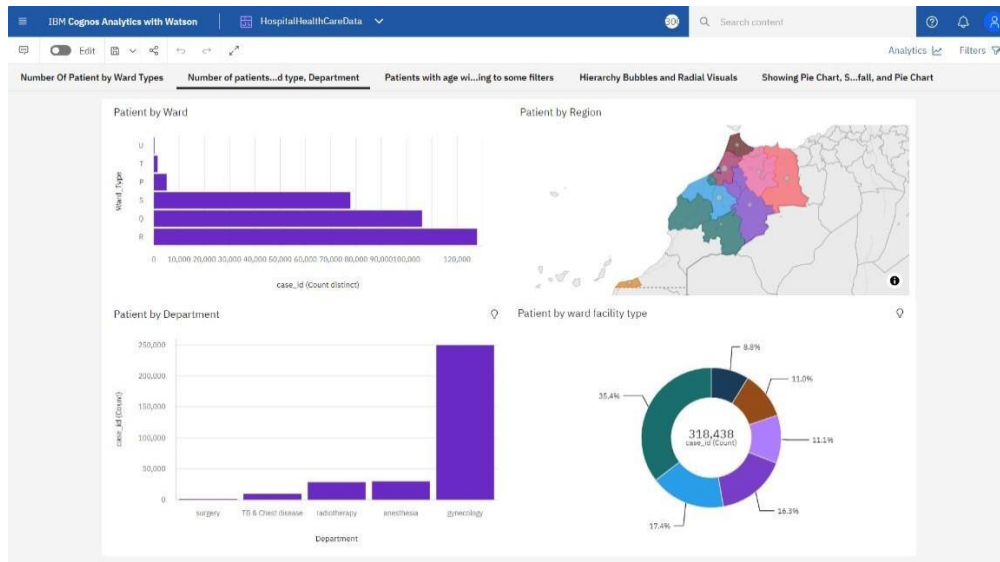 IBM Cognos Analytics with Watson
HospitalHealthCareData
Search content
Edit
Analytics
Filters
Number Of Patient by Ward Types
Number of patients...d type, Department
Patients with age wi...ing to some filters
Hierarchy Bubbles and Radial Visuals
Showing Pie Chart, S...fall, and Pie Chart
Patient by Ward
Ward_Type
U
T
P
S
Q
R
0 10,000 20,000 30,000 40,000 50,000 60,000 70,000 80,000 90,000 100,000 120,000
case_id (Count distinct)
Patient by Region
Patient by Department
case_id (Count)
250,000
200,000
150,000
100,000
50,000
0
surgery TB & Chest disease radiotherapy anesthesia gynecology
Department
Patient by ward facility type
8.8%
11.0%
35.4%
318,438
case_id (Count)
11.1%
16.3%
17.4%